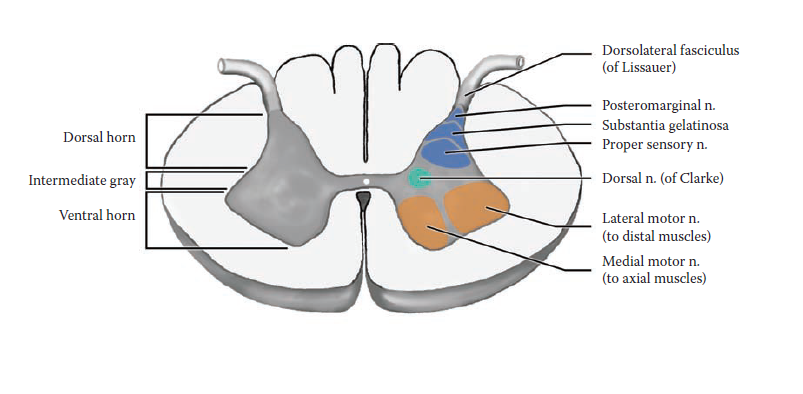 Dorsal horn
Intermediate gray
Ventral horn
Dorsolateral fasciculus
(of Lissauer)
Posteromarginal n.
Substantia gelatinosa
Proper sensory n.
Dorsal n. (of Clarke)
Lateral motor n.
(to distal muscles)
Medial motor n.
(to axial muscles)